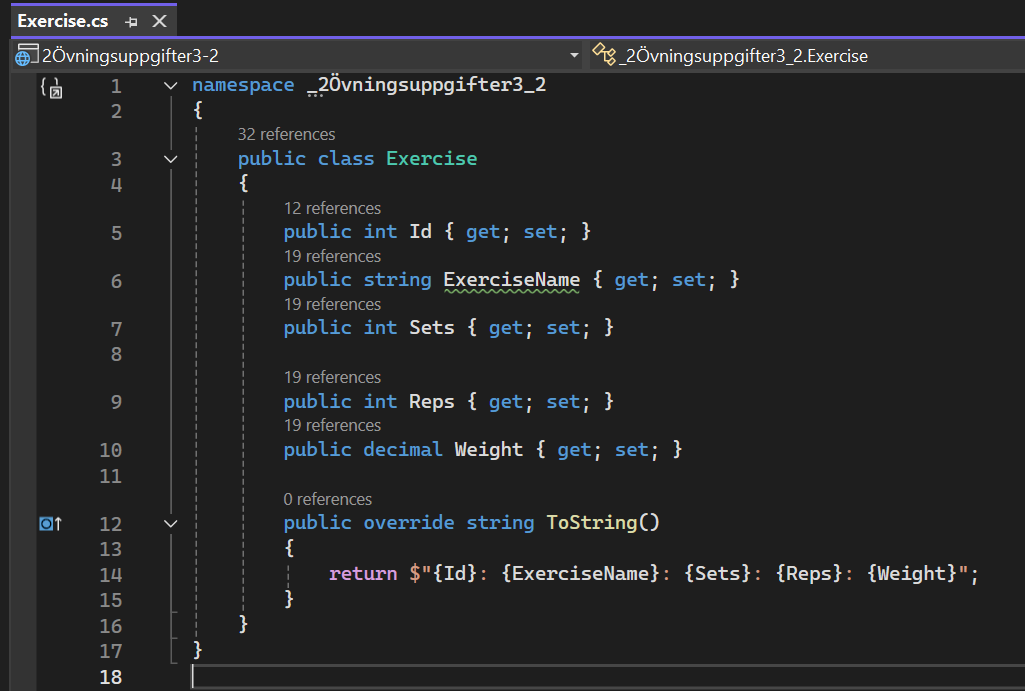 Exercise.cs
2Övningsuppgifter3-2 _2Övningsuppgifter3_2.Exercise
1 namespace _2Övningsuppgifter3_2
2 {
32 references
3 public class Exercise
4 {
12 references
5 public int Id { get; set; }
19 references
6 public string ExerciseName { get; set; }
19 references
7 public int Sets { get; set; }
8
19 references
9 public int Reps { get; set; }
19 references
10 public decimal Weight { get; set; }
11
0 references
12 public override string ToString()
13 {
14 return $"{Id}: {ExerciseName}: {Sets}: {Reps}: {Weight}";
15 }
16 }
17 }
18